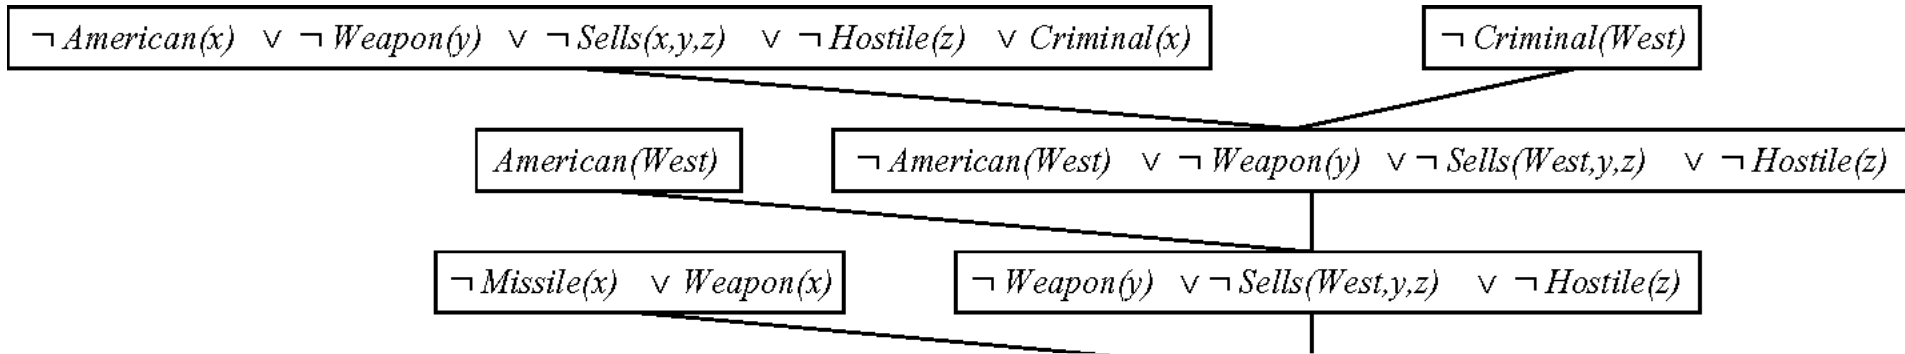 ¬ American(x) ∨ ¬ Weapon(y) ∨ ¬ Sells(x,y,z) ∨ ¬ Hostile(z) ∨ Criminal(x)
¬ Criminal(West)
American(West)
¬ American(West) ∨ ¬ Weapon(y) ∨ ¬ Sells(West,y,z) ∨ ¬ Hostile(z)
¬ Missile(x) ∨ Weapon(x)
¬ Weapon(y) ∨ ¬ Sells(West,y,z) ∨ ¬ Hostile(z)